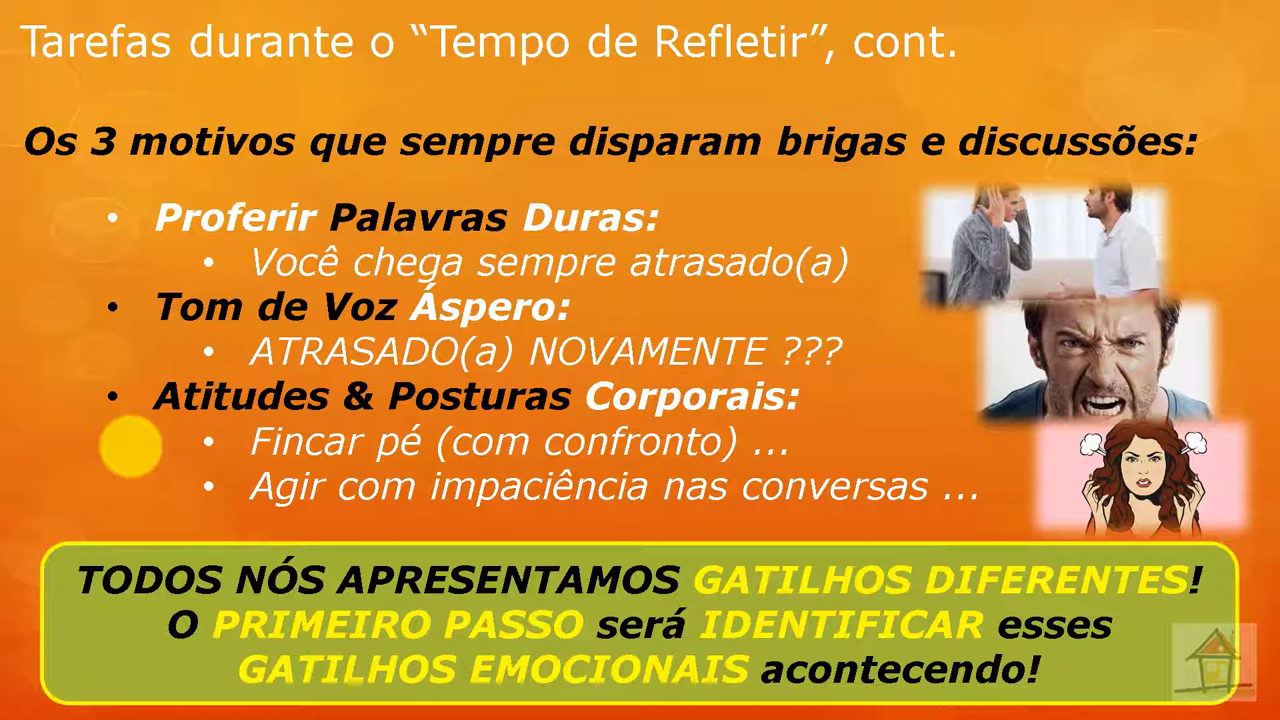 Tarefas durante o “Tempo de Refletir”, cont.
Os 3 motivos que sempre disparam brigas e discussões:
• Proferir Palavras Duras:
• Você chega sempre atrasado(a)
• Tom de Voz Áspero:
• ATRASADO(a) NOVAMENTE ???
• Atitudes & Posturas Corporais:
• Fincar pé (com confronto) ...
• Agir com impaciência nas conversas ...
TODOS NÓS APRESENTAMOS GATILHOS DIFERENTES!
O PRIMEIRO PASSO será IDENTIFICAR esses
GATILHOS EMOCIONAIS acontecendo!